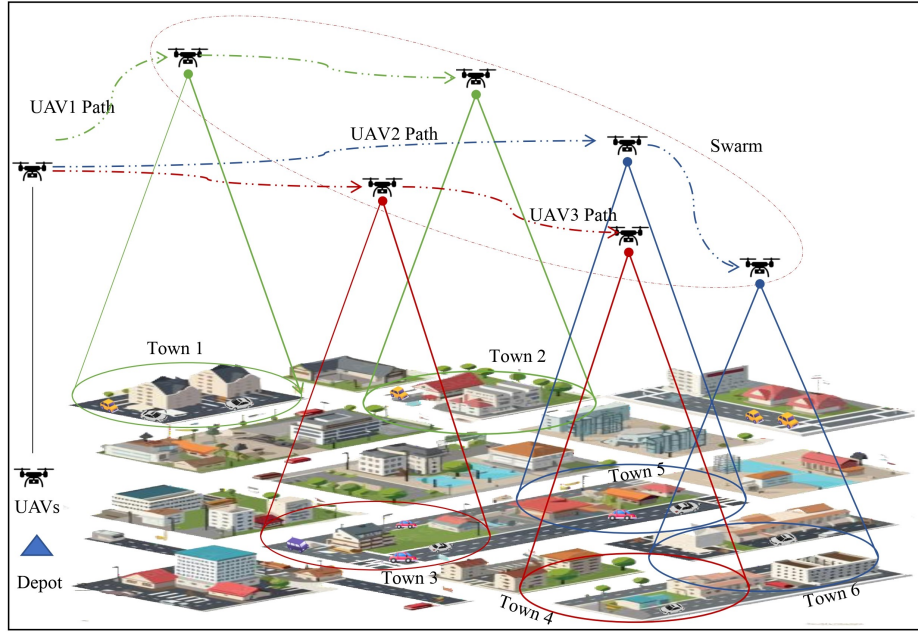 UAV1 Path
UAV2 Path
Swarm
UAV3 Path
Town 1
Town 2
Town 5
UAVs
Town 3
Depot
Town 4
Town 6